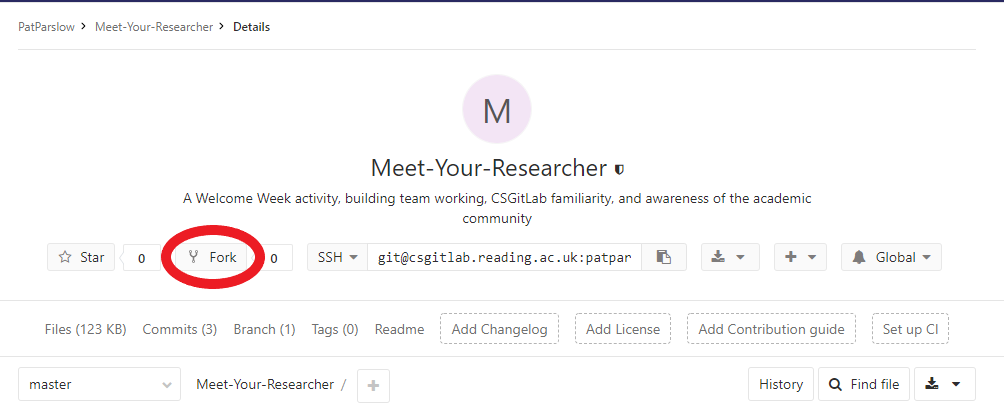 PatParslow > Meet-Your-Researcher > Details
M
Meet-Your-Researcher
A Welcome Week activity, building team working, CSGitLab familiarity, and awareness of the academic
community
Star 0 Fork 0 SSH git@csgitlab.reading.ac.uk:patpar Global
Files (123 KB) Commits (3) Branch (1) Tags (0) Readme Add Changelog Add License Add Contribution guide Set up CI
master Meet-Your-Researcher / + History Find file